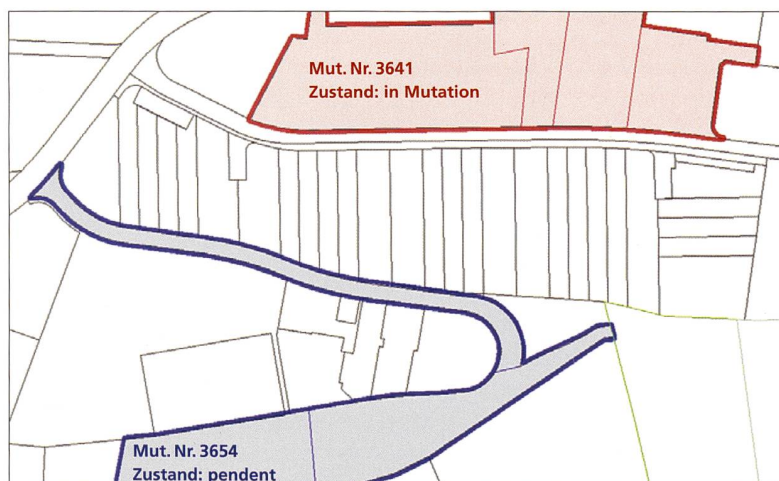 Mut. Nr. 3641
Zustand: in Mutation
Mut. Nr. 3654
Zustand: pendent